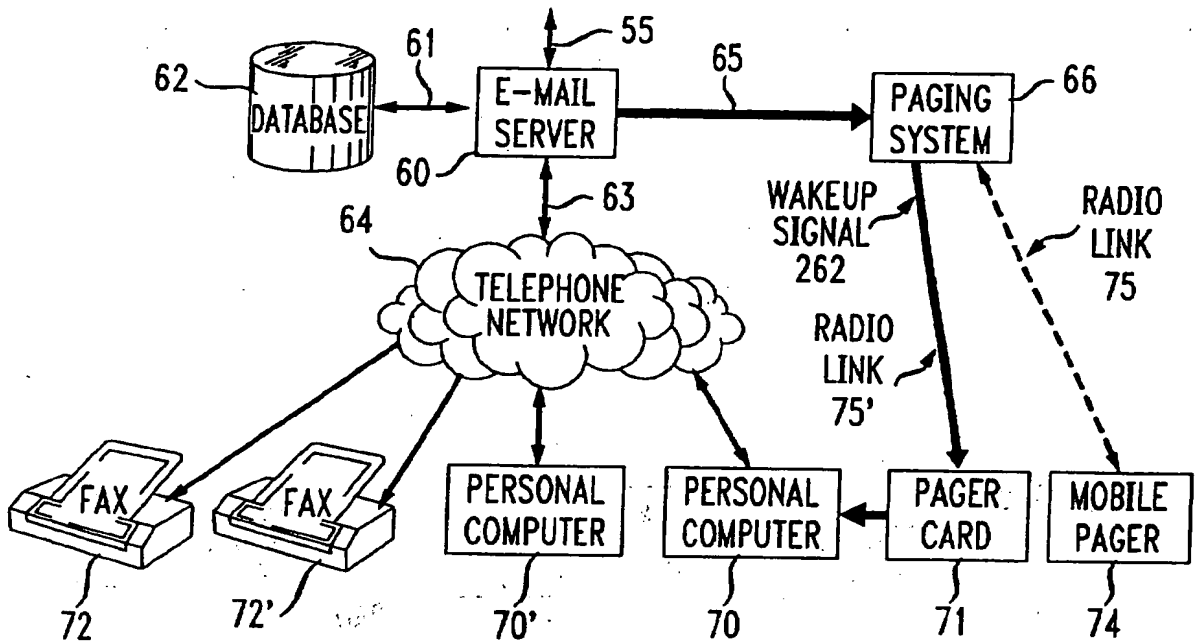 55
61
62
DATABASE
E-MAIL
SERVER
60
65
PAGING
SYSTEM
66
63
64
TELEPHONE
NETWORK
WAKEUP
SIGNAL
262
RADIO
LINK
75
RADIO
LINK
75'
FAX
FAX
PERSONAL
COMPUTER
PERSONAL
COMPUTER
PAGER
CARD
MOBILE
PAGER
72
72'
70'
70
71
74